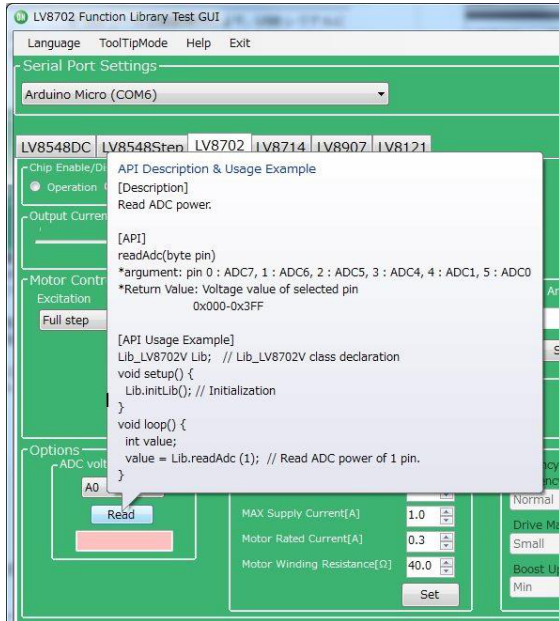 LV8702 Function Library Test GUI
Language ToolTipMode Help Exit
Serial Port Settings
Arduino Micro (COM6)
LV8548DC LV8548Step LV8702 LV8714 LV8907 LV8121
Chip Enable/Di
Operation
Output Curren
API Description & Usage Example
[Description]
Read ADC power.
[API]
readAdc(byte pin)
*argument: pin 0 : ADC7, 1 : ADC6, 2 : ADC5, 3 : ADC4, 4 : ADC1, 5 : ADC0
*Return Value: Voltage value of selected pin
0x000-0x3FF
[API Usage Example]
Lib_LV8702V Lib; // Lib_LV8702V class declaration
void setup() {
Lib.initLib(); // Initialization
}
void loop() {
int value;
value = Lib.readAdc (1); // Read ADC power of 1 pin.
}
Motor Contr
Excitation
Full step
An
S
Options
ADC volt
A0
Read
MAX Supply Current[A] 1.0
Motor Rated Current[A] 0.3
Motor Winding Resistance[Ω] 40.0
Set
Normal
Drive Ma
Small
Boost Up
Min